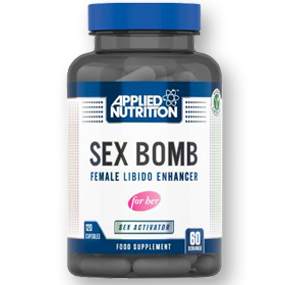 APPLIED
NUTRITION
SEX BOMB
FEMALE LIBIDO ENHANCER
for her
SEX ACTIVATOR
120
CAPSULES
FOOD SUPPLEMENT
60
SERVINGS